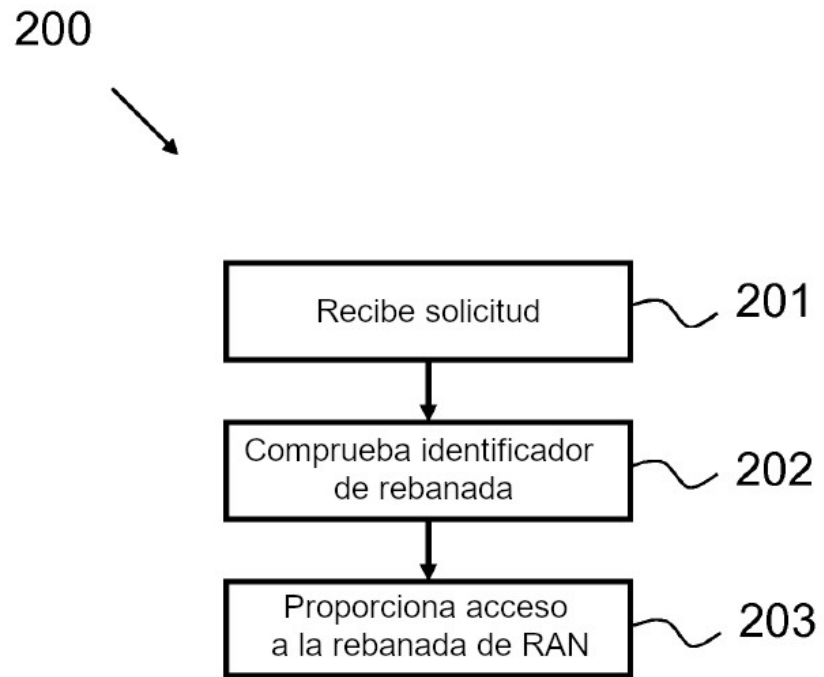 200
Recibe solicitud
201
Comprueba identificador
de rebanada
202
Proporciona acceso
a la rebanada de RAN
203